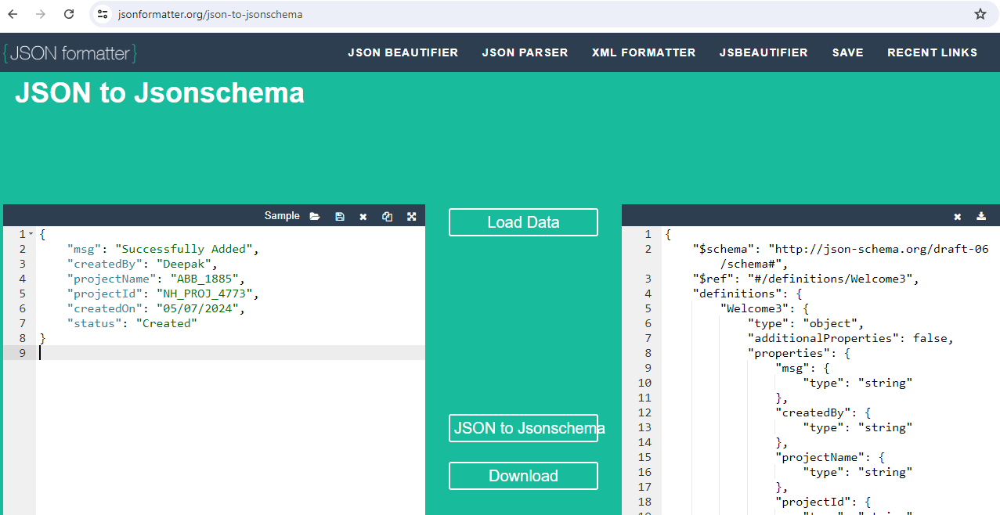 jsonformatter.org/json-to-jsonschema
{JSON formatter}
JSON BEAUTIFIER JSON PARSER XML FORMATTER JSBEAUTIFIER SAVE RECENT LINKS
JSON to Jsonschema
Sample
1 {
2 "msg": "Successfully Added",
3 "createdBy": "Deepak",
4 "projectName": "ABB_1885",
5 "projectId": "NH_PROJ_4773",
6 "createdOn": "05/07/2024",
7 "status": "Created"
8 }
9
Load Data
JSON to Jsonschema
Download
1 {
2 "$schema": "http://json-schema.org/draft-06
/schema#",
3 "$ref": "#/definitions/Welcome3",
4 "definitions": {
5 "Welcome3": {
6 "type": "object",
7 "additionalProperties": false,
8 "properties": {
9 "msg": {
10 "type": "string"
11 },
12 "createdBy": {
13 "type": "string"
14 },
15 "projectName": {
16 "type": "string"
17 },
18 "projectId": {